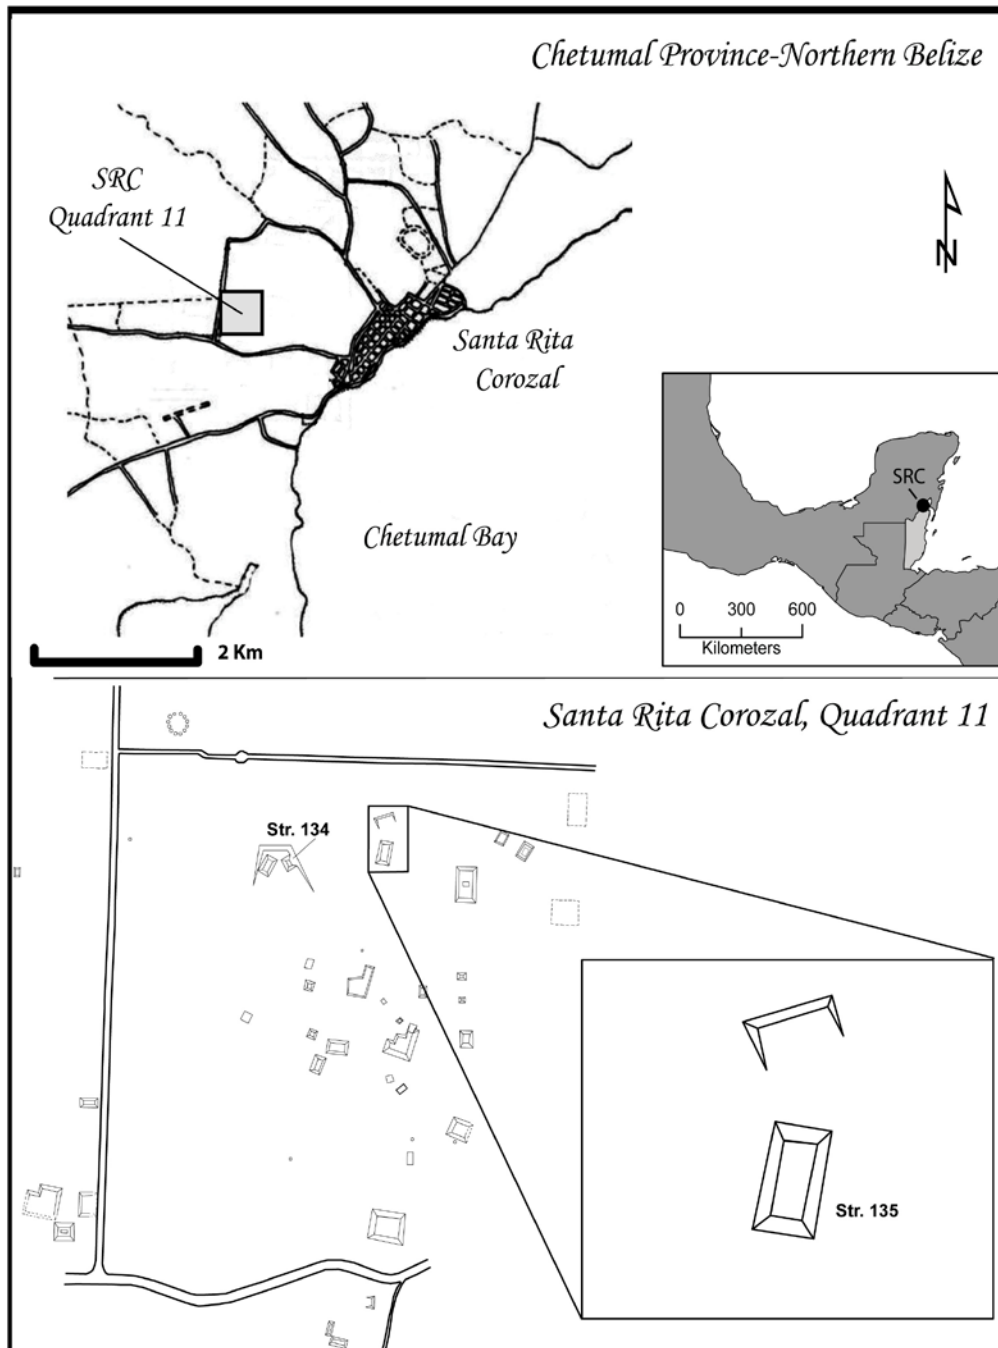 Chetumal Province-Northern Belize
SRC
Quadrant 11
N
Santa Rita
Corozal
SRC
Chetumal Bay
0 300 600
Kilometers
2 Km
Santa Rita Corozal, Quadrant 11
Str. 134
Str. 135